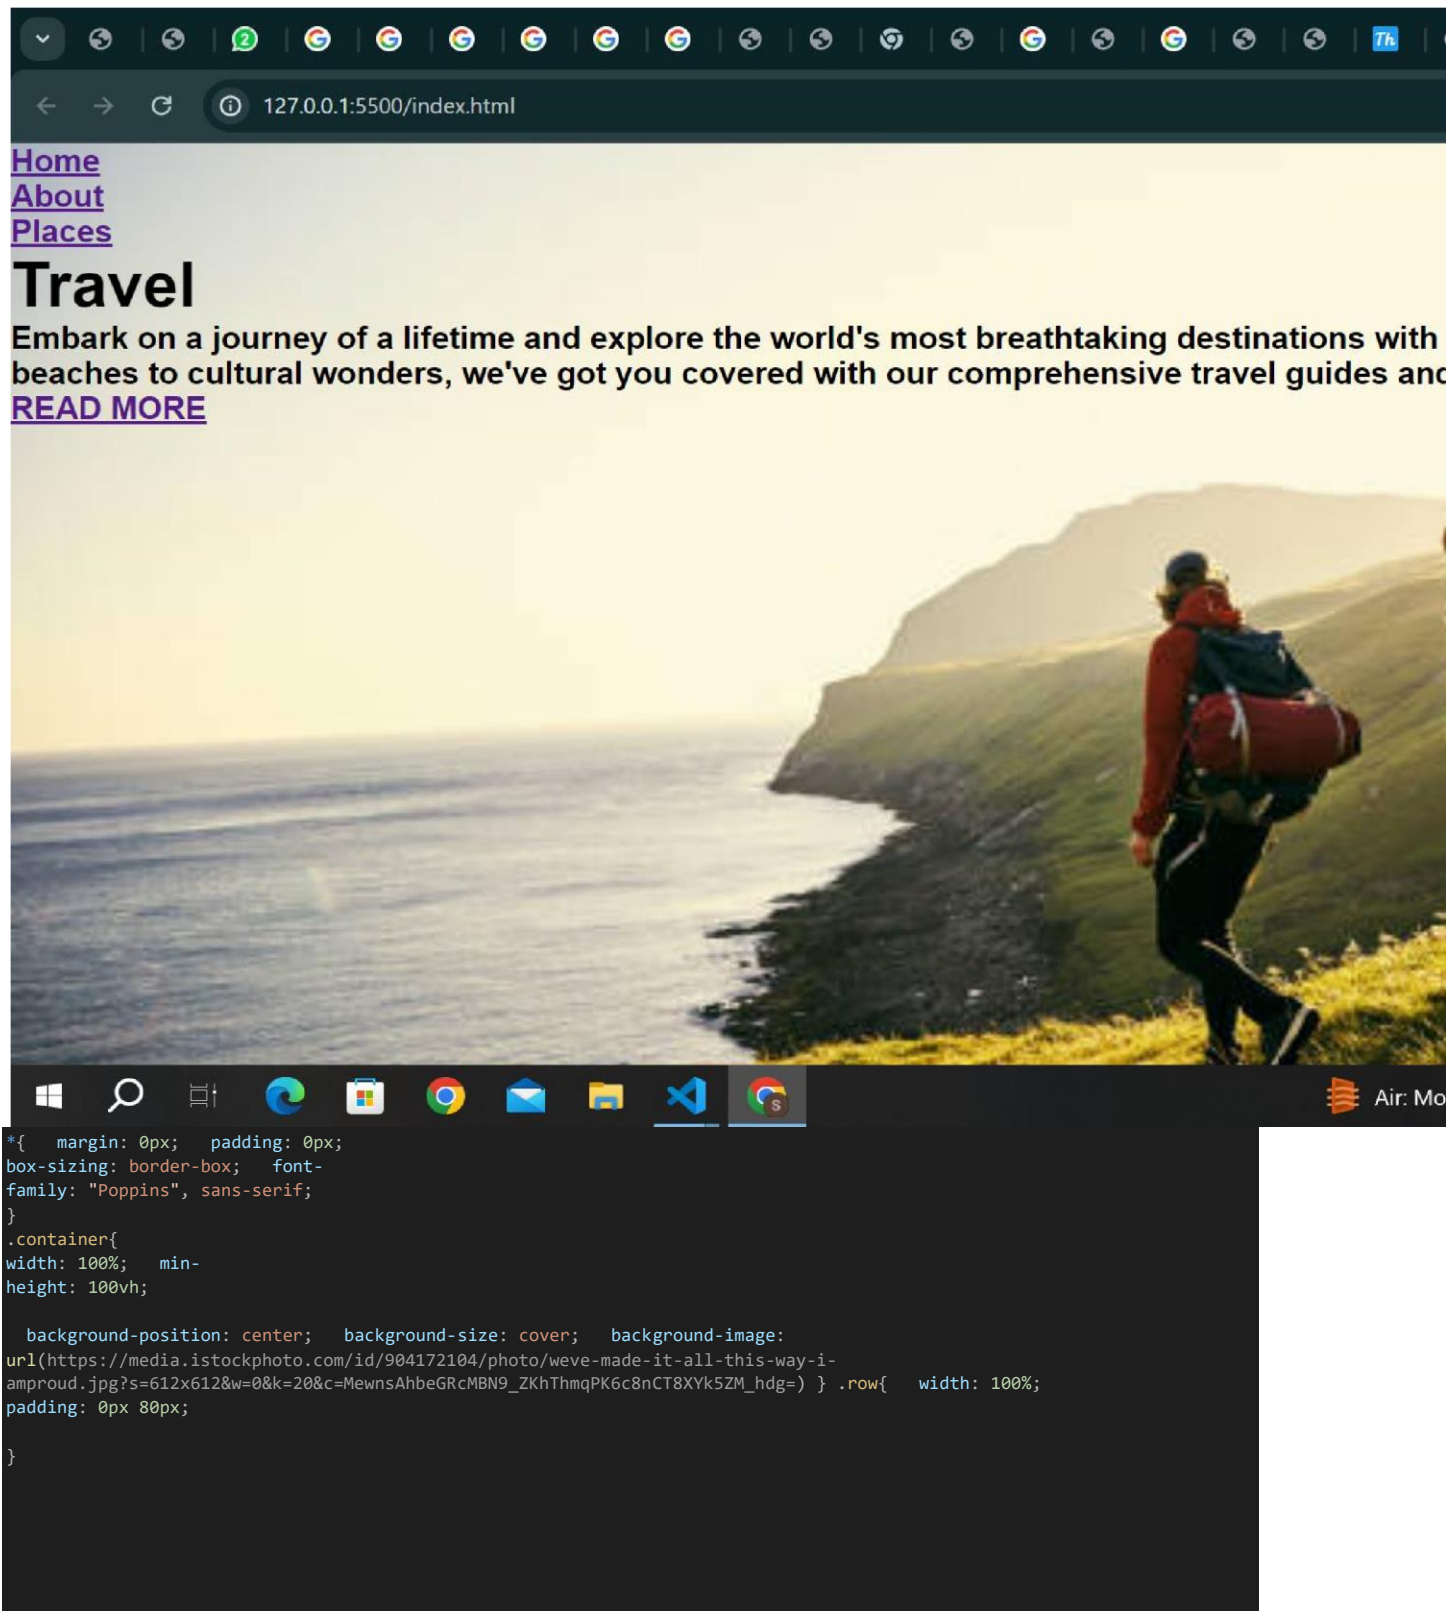 2
Th
127.0.0.1:5500/index.html
Home
About
Places
Travel
Embark on a journey of a lifetime and explore the world's most breathtaking destinations with
beaches to cultural wonders, we've got you covered with our comprehensive travel guides and
READ MORE
S
Air: Mo
*{   margin: 0px;   padding: 0px;
box-sizing: border-box;   font-
family: "Poppins", sans-serif;
}
.container{
width: 100%;   min-
height: 100vh;
background-position: center;   background-size: cover;   background-image:
url(https://media.istockphoto.com/id/904172104/photo/weve-made-it-all-this-way-i-
amproud.jpg?s=612x612&w=0&k=20&c=MewnsAhbeGRcMBN9_ZKhThmqPK6c8nCT8XYk5ZM_hdg=) } .row{   width: 100%;
padding: 0px 80px;
}